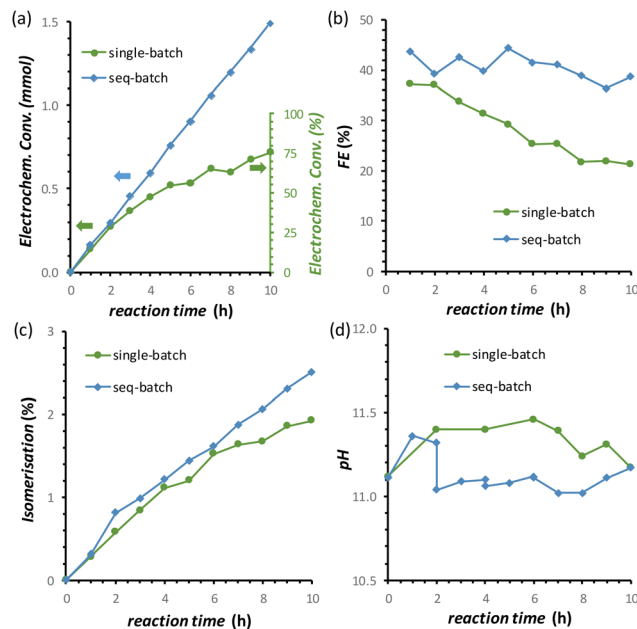 (a)
Electrochem. Conv. (mmol)
1.5
1.0
0.5
0.0
single-batch
seq-batch
100
75
50
25
0
Electrochem. Conv. (%)
0 2 4 6 8 10
reaction time (h)
(b)
FE (%)
50
40
30
20
10
0
single-batch
seq-batch
0 2 4 6 8 10
reaction time (h)
(c)
Isomerisation (%)
3
2
1
0
single-batch
seq-batch
0 2 4 6 8 10
reaction time (h)
(d)
pH
12.0
11.5
11.0
10.5
single-batch
seq-batch
0 2 4 6 8 10
reaction time (h)